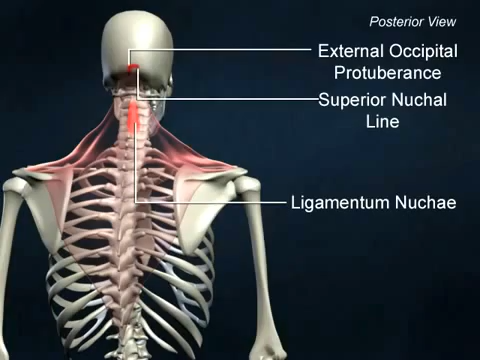 Posterior View
External Occipital
Protuberance
Superior Nuchal
Line
Ligamentum Nuchae